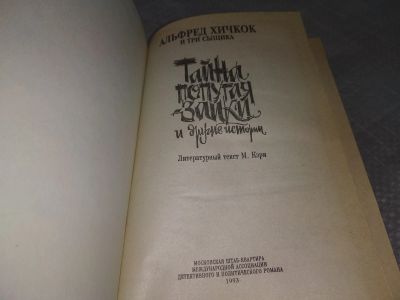 АЛЬФРЕД ХИЧКОК
И ТРИ СЫЩИКА
Тайна
попугая
-заики
и другие истории
Литературный текст М. Кэри
МОСКОВСКАЯ ШТАБ-КВАРТИРА
МЕЖДУНАРОДНОЙ АССОЦИАЦИИ
ДЕТЕКТИВНОГО И ПОЛИТИЧЕСКОГО РОМАНА
1993